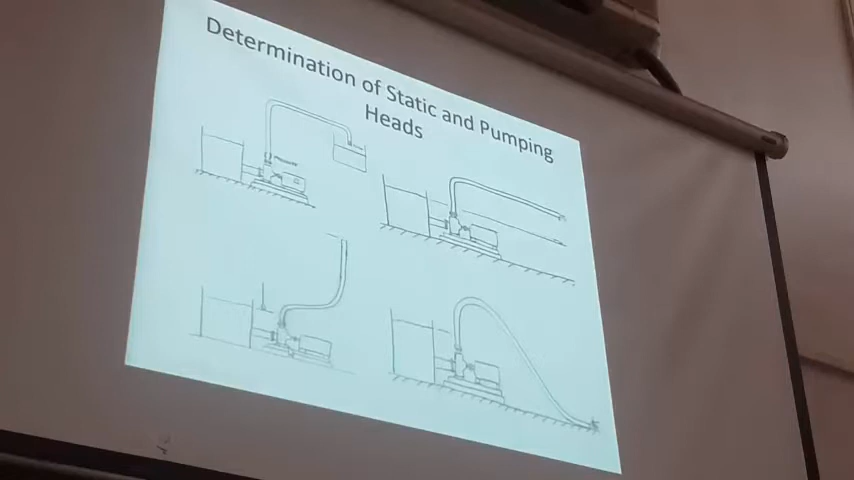 Determination of Static and Pumping
Heads